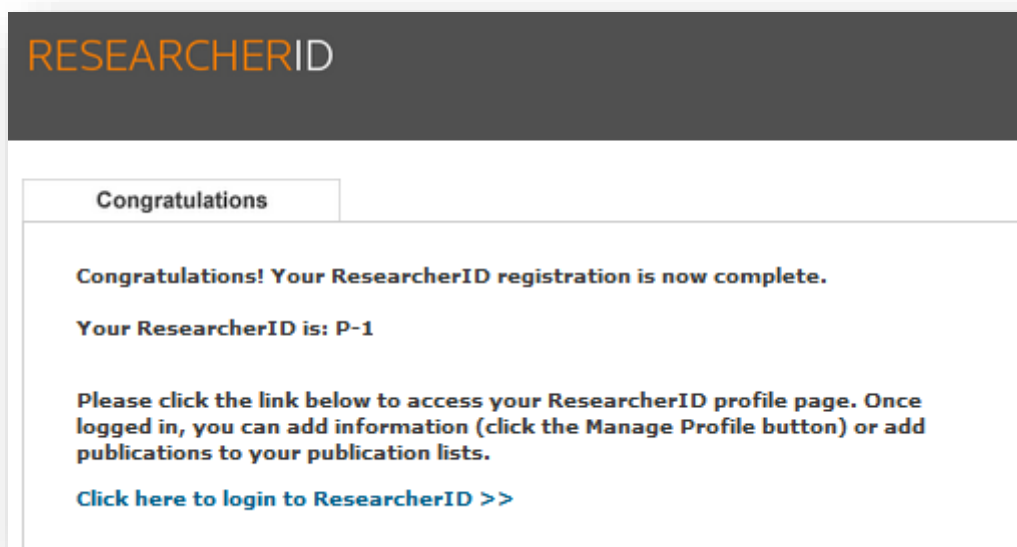 RESEARCHERID
Congratulations
Congratulations! Your ResearcherID registration is now complete.
Your ResearcherID is: P-1
Please click the link below to access your ResearcherID profile page. Once
logged in, you can add information (click the Manage Profile button) or add
publications to your publication lists.
Click here to login to ResearcherID >>